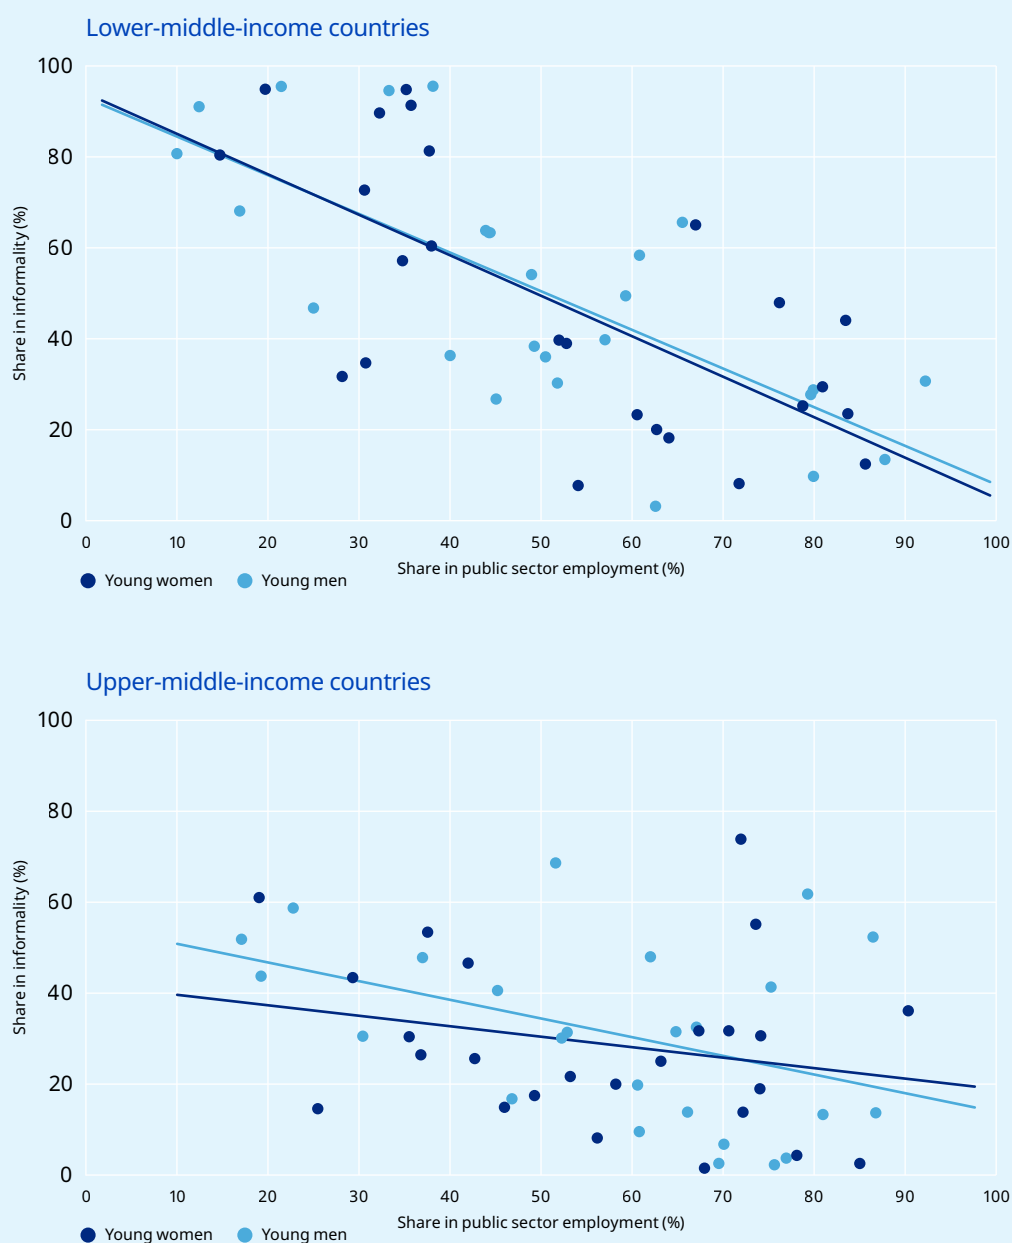 Lower-middle-income countries
100
80
60
40
20
0
Share in informality (%)
0 10 20 30 40 50 60 70 80 90 100
Share in public sector employment (%)
Young women Young men
Upper-middle-income countries
100
80
60
40
20
0
Share in informality (%)
0 10 20 30 40 50 60 70 80 90 100
Share in public sector employment (%)
Young women Young men